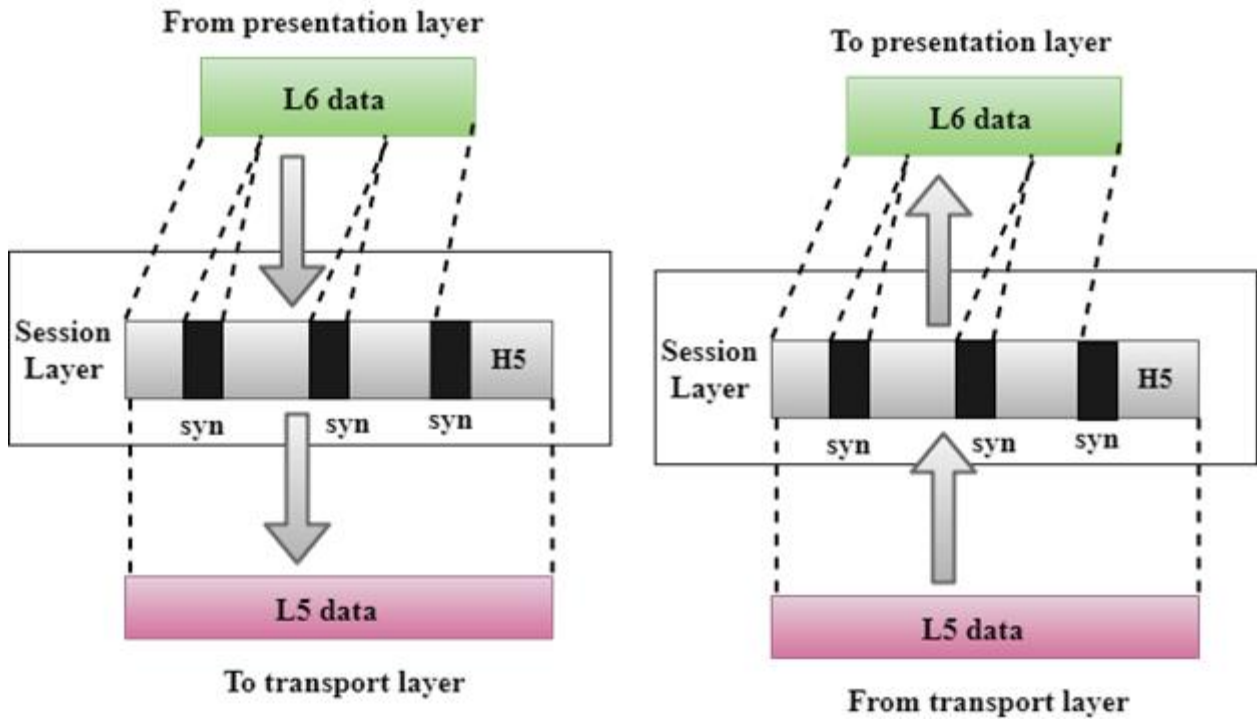 From presentation layer
L6 data
Session
Layer
H5
syn
syn
syn
L5 data
To transport layer
To presentation layer
L6 data
Session
Layer
H5
syn
syn
syn
L5 data
From transport layer